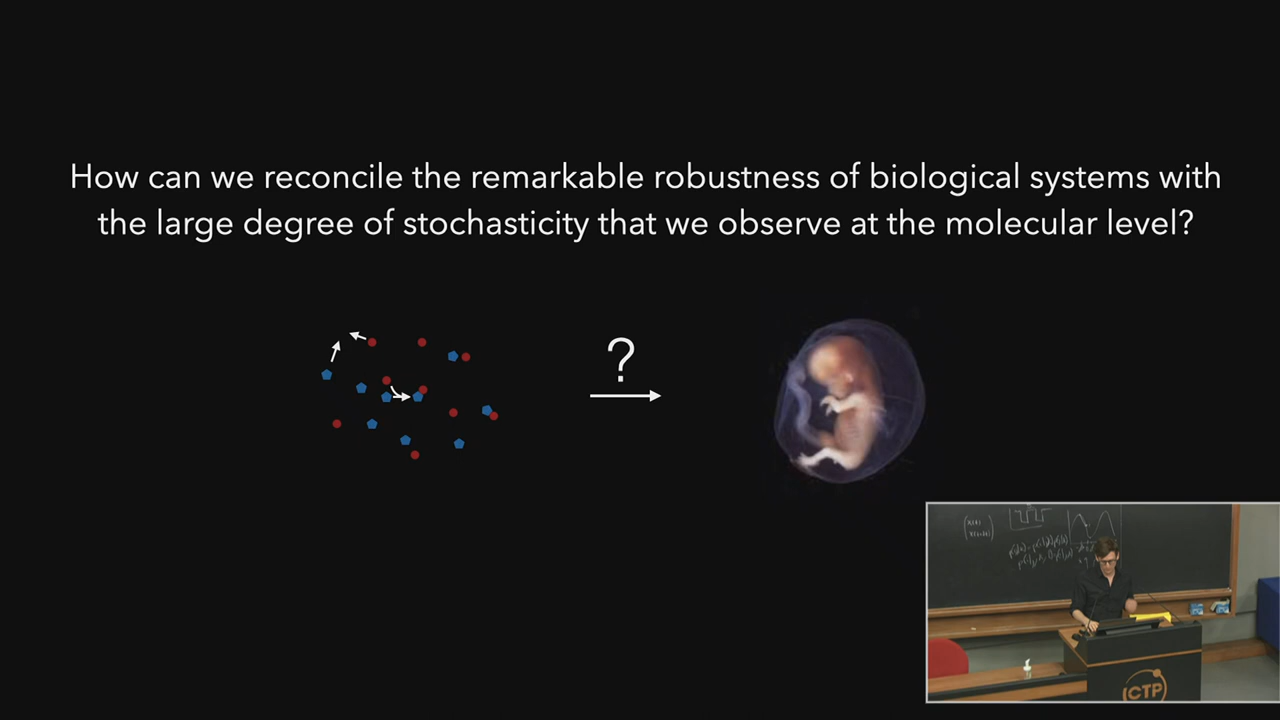 How can we reconcile the remarkable robustness of biological systems with
the large degree of stochasticity that we observe at the molecular level?
?
ICTP